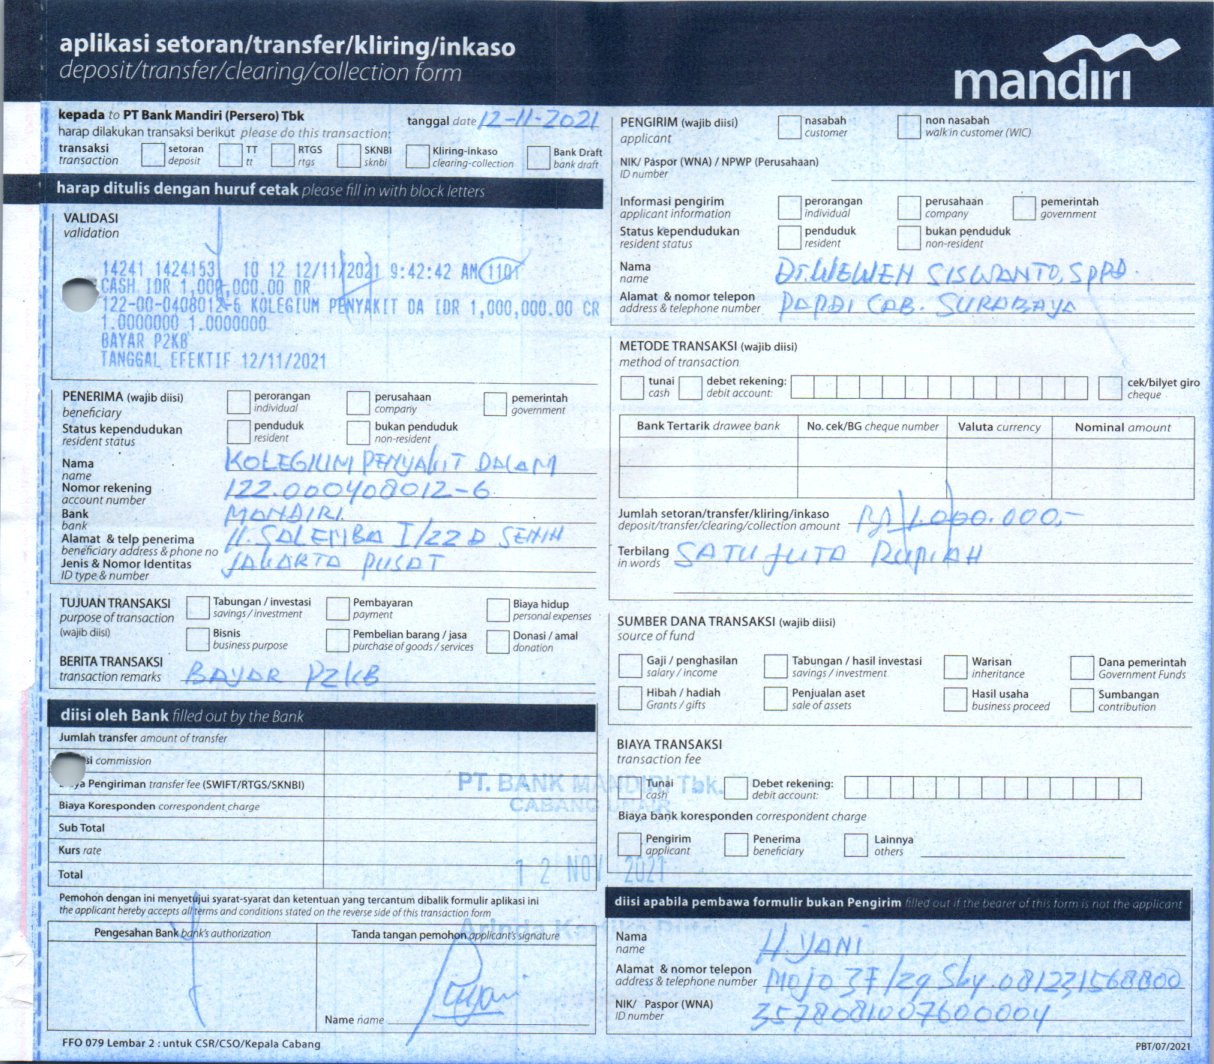 aplikasi setoran/transfer/kliring/inkaso
deposit/transfer/clearing/collection form
mandiri
kepada to PT Bank Mandiri (Persero) Tbk
tanggal date 12-11-2021
harap dilakukan transaksi berikut please do this transaction:
transaksi transaction
setoran deposit
TT tt
RTGS rtgs
SKNBI sknbi
Kliring-inkaso clearing-collection
Bank Draft bank draft
harap ditulis dengan huruf cetak please fill in with block letters
VALIDASI
validation
14241 1424153 10 12 12/11/2021 9:42:42 AM 1101
CASH IDR 1,000,000.00 DR
122-00-0408012-6 KOLEGIUM PENYAKIT DA IDR 1,000,000.00 CR
1.0000000 1.0000000
BAYAR P2KB
TANGGAL EFEKTIF 12/11/2021
PENERIMA (wajib diisi)
beneficiary
perorangan individual
perusahaan company
pemerintah government
Status kependudukan
resident status
penduduk resident
bukan penduduk non-resident
Nama KOLEGIUM PENYAKIT DALAM
name
Nomor rekening 122.000408012-6
account number
Bank MANDIRI
bank
Alamat & telp penerima Jl. SALEMBA I/22 D SENEN
beneficiary address & phone no
Jenis & Nomor Identitas JAKARTA PUSAT
ID type & number
TUJUAN TRANSAKSI
purpose of transaction
(wajib diisi)
Tabungan / investasi savings / investment
Pembayaran payment
Biaya hidup personal expenses
Bisnis business purpose
Pembelian barang / jasa purchase of goods / services
Donasi / amal donation
BERITA TRANSAKSI BAYAR P2KB
transaction remarks
diisi oleh Bank filled out by the Bank
Jumlah transfer amount of transfer
si commission
Pengiriman transfer fee (SWIFT/RTGS/SKNBI)
Biaya Koresponden correspondent charge
Sub Total
Kurs rate
Total
PT. BANK MANDIRI Tbk.
CABANG
12 NOV 2021
Pemohon dengan ini menyetujui syarat-syarat dan ketentuan yang tercantum dibalik formulir aplikasi ini
the applicant hereby accepts all terms and conditions stated on the reverse side of this transaction form
Pengesahan Bank bank's authorization
Tanda tangan pemohon applicant's signature
Name name
FFO 079 Lembar 2 : untuk CSR/CSO/Kepala Cabang
PENGIRIM (wajib diisi)
applicant
nasabah customer
non nasabah walk in customer (WIC)
NIK/ Paspor (WNA) / NPWP (Perusahaan)
ID number
Informasi pengirim
applicant information
perorangan individual
perusahaan company
pemerintah government
Status kependudukan
resident status
penduduk resident
bukan penduduk non-resident
Nama Dr. WEWEN SISWANTO, SPPD.
name
Alamat & nomor telepon PAPDI CAB. SURABAYA
address & telephone number
METODE TRANSAKSI (wajib diisi)
method of transaction
tunai cash
debet rekening: debit account:
cek/bilyet giro cheque
Bank Tertarik drawee bank
No. cek/BG cheque number
Valuta currency
Nominal amount
Jumlah setoran/transfer/kliring/inkaso Rp 1.000.000,-
deposit/transfer/clearing/collection amount
Terbilang SATU JUTA RUPIAH
in words
SUMBER DANA TRANSAKSI (wajib diisi)
source of fund
Gaji / penghasilan salary / income
Tabungan / hasil investasi savings / investment
Warisan inheritance
Dana pemerintah Government Funds
Hibah / hadiah Grants / gifts
Penjualan aset sale of assets
Hasil usaha business proceed
Sumbangan contribution
BIAYA TRANSAKSI
transaction fee
Tunai cash
Debet rekening: debit account:
Biaya bank koresponden correspondent charge
Pengirim applicant
Penerima beneficiary
Lainnya others
diisi apabila pembawa formulir bukan Pengirim filled out if the bearer of this form is not the applicant
Nama H. YANI
name
Alamat & nomor telepon Mojo 3F/29 Sby. 081231568800
address & telephone number
NIK/ Paspor (WNA) 3578081007600004
ID number
PBT/07/2021